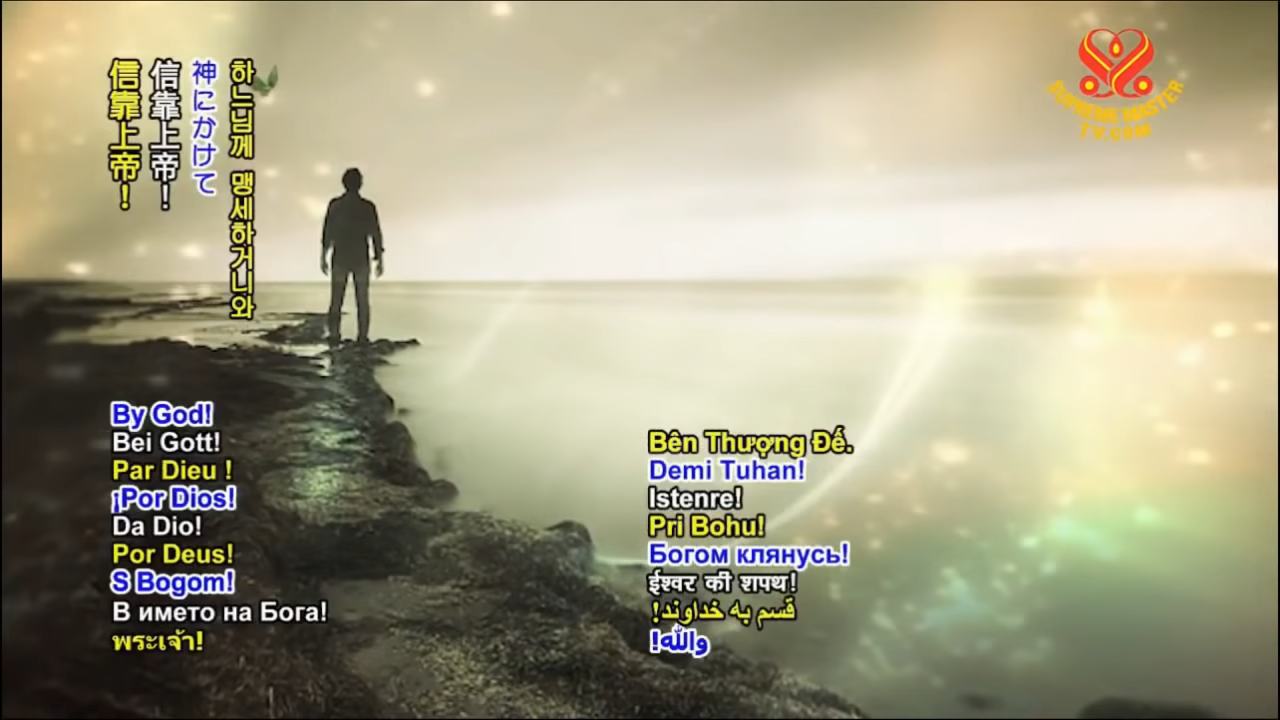 信靠上帝！
信靠上帝！
神にかけて
하느님께 맹세하거니와
SUPREME MASTER
TV.COM
By God!
Bei Gott!
Par Dieu !
¡Por Dios!
Da Dio!
Por Deus!
S Bogom!
В името на Бога!
พระเจ้า!
Bên Thượng Đế.
Demi Tuhan!
Istenre!
Pri Bohu!
Богом клянусь!
ईश्वर की शपथ!
قسم به خداوند!
والله!